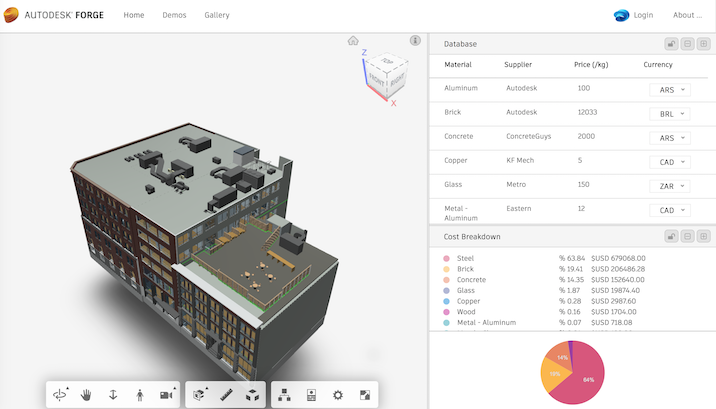 AUTODESK® FORGE Home Demos Gallery Login About ...
Z
TOP
FRONT RIGHT
X
Database
Material Supplier Price (/kg) Currency
Aluminum Autodesk 100 ARS
Brick Autodesk 12033 BRL
Concrete ConcreteGuys 2000 ARS
Copper KF Mech 5 CAD
Glass Metro 150 ZAR
Metal - Aluminum Eastern 12 CAD
Cost Breakdown
Steel % 63.84 $USD 679068.00
Brick % 19.41 $USD 206486.28
Concrete % 14.35 $USD 152640.00
Glass % 1.87 $USD 19874.40
Copper % 0.28 $USD 2987.60
Wood % 0.16 $USD 1704.00
Metal - Aluminum % 0.07 $USD 718.08
14%
19%
64%